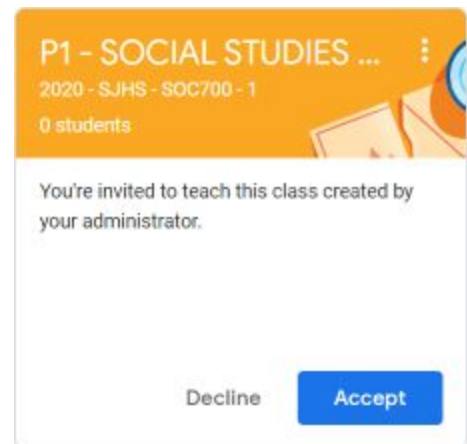 P1 - SOCIAL STUDIES ...
2020 - SJHS - SOC700 - 1
0 students
You're invited to teach this class created by
your administrator.
Decline
Accept